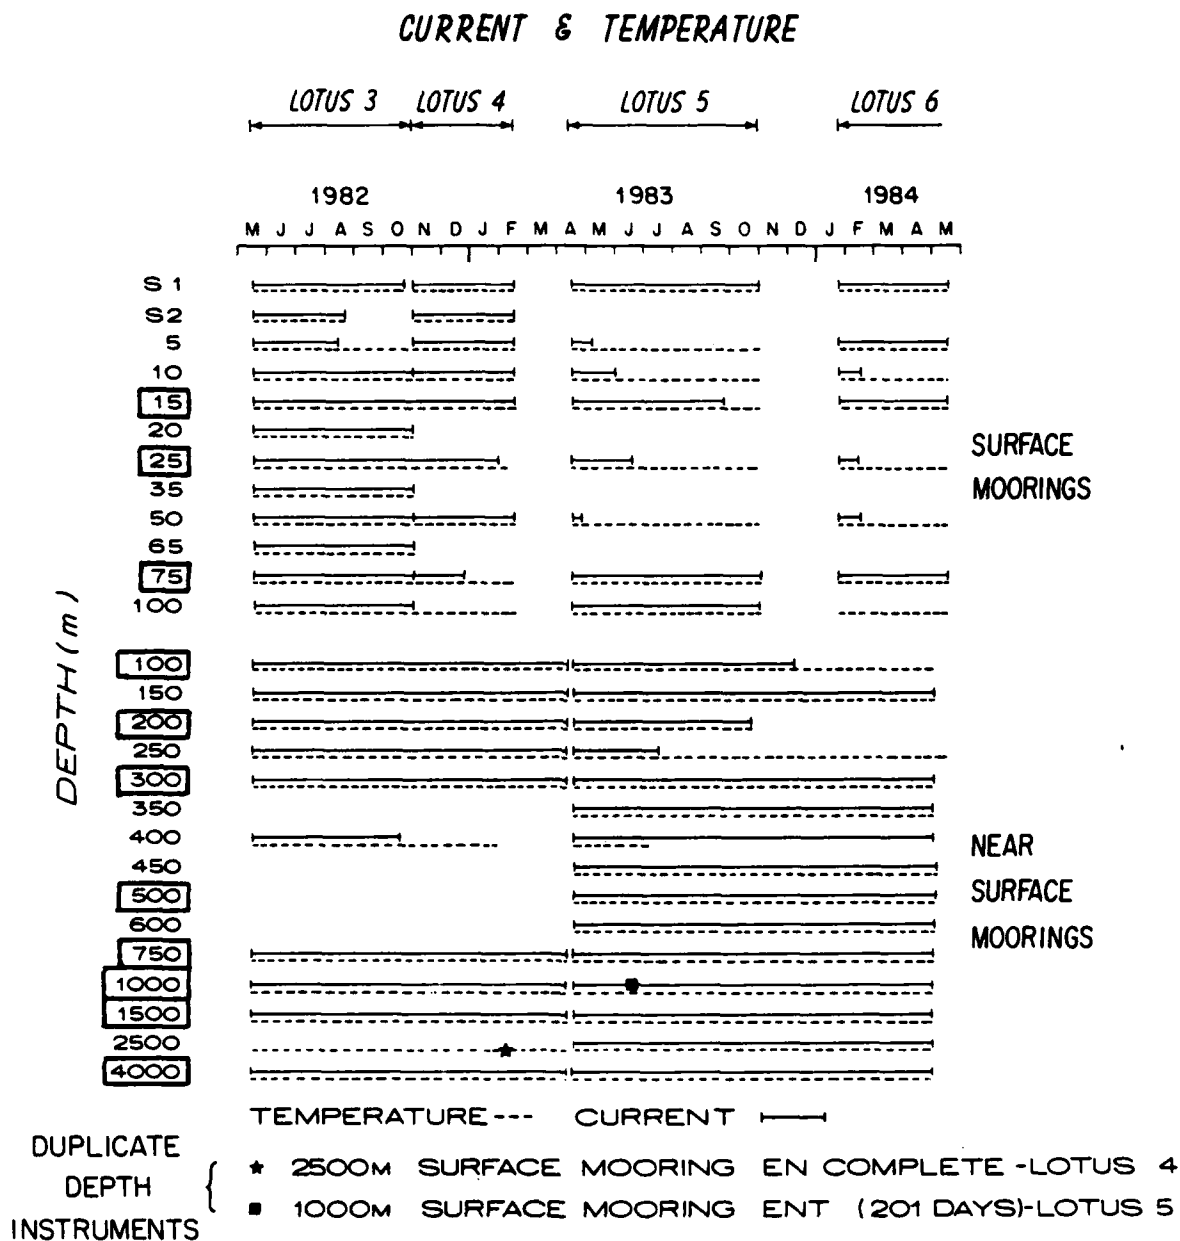 CURRENT & TEMPERATURE
LOTUS 3 LOTUS 4 LOTUS 5 LOTUS 6
1982 1983 1984
M J J A S O N D J F M A M J J A S O N D J F M A M
S 1
S2
5
10
15
20
25
35
50
65
75
100
SURFACE
MOORINGS
DEPTH (m)
100
150
200
250
300
350
400
450
500
600
750
1000
1500
2500
4000
NEAR
SURFACE
MOORINGS
TEMPERATURE --- CURRENT
DUPLICATE
DEPTH
INSTRUMENTS
★ 2500M SURFACE MOORING EN COMPLETE -LOTUS 4
■ 1000M SURFACE MOORING ENT (201 DAYS)-LOTUS 5